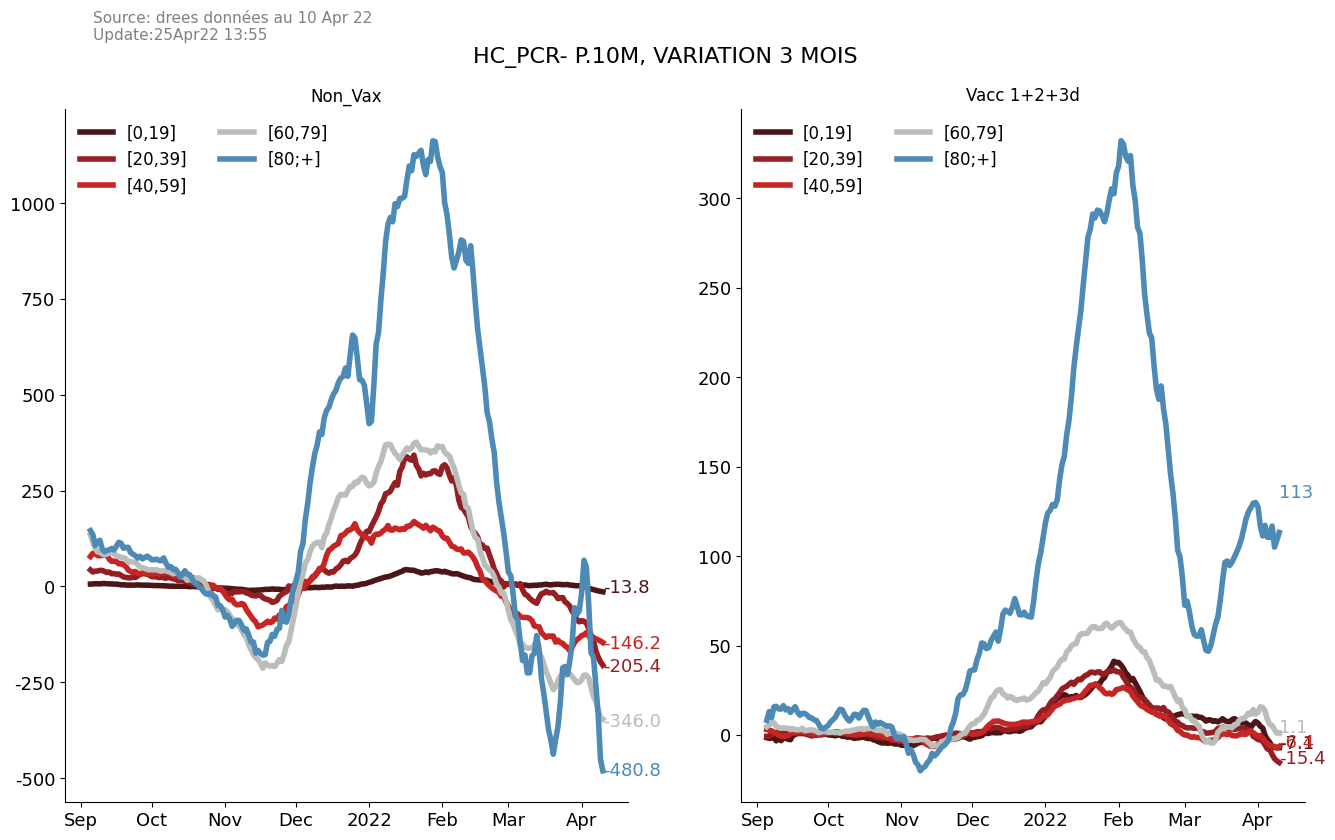 Source: drees données au 10 Apr 22
Update:25Apr22 13:55
HC_PCR- P.10M, VARIATION 3 MOIS
Non_Vax
[0,19]
[20,39]
[40,59]
[60,79]
[80;+]
1000
750
500
250
0
-250
-500
-13.8
-146.2
-205.4
-346.0
-480.8
Sep
Oct
Nov
Dec
2022
Feb
Mar
Apr
Vacc 1+2+3d
[0,19]
[20,39]
[40,59]
[60,79]
[80;+]
300
250
200
150
100
50
0
113
1.1
-15.4
Sep
Oct
Nov
Dec
2022
Feb
Mar
Apr